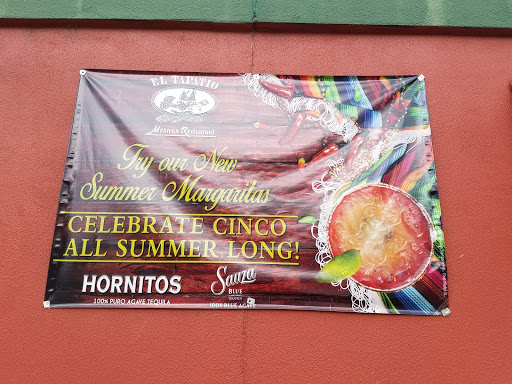 EL TAPATIO
Mexican Restaurant
Try our New
Summer Margaritas
CELEBRATE CINCO
ALL SUMMER LONG!
HORNITOS
100% PURO AGAVE TEQUILA
Sauza
BLUE
TEQUILA
100% BLUE AGAVE